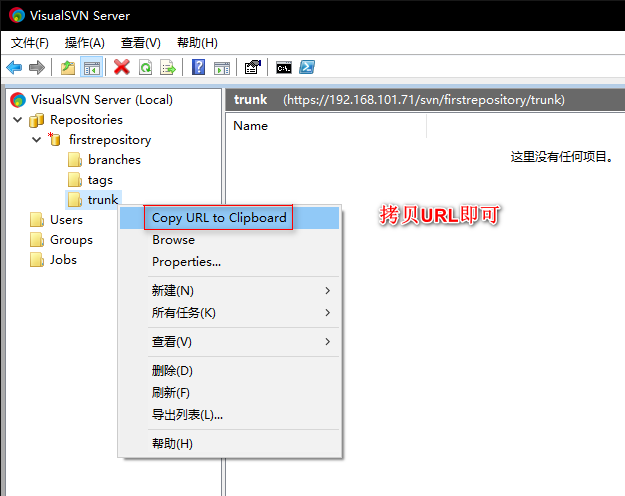 VisualSVN Server
文件(F) 操作(A) 查看(V) 帮助(H)
VisualSVN Server (Local)
Repositories
firstrepository
branches
tags
trunk
Users
Groups
Jobs
trunk (https://192.168.101.71/svn/firstrepository/trunk)
Name
这里没有任何项目。
Copy URL to Clipboard
Browse
Properties...
新建(N)
所有任务(K)
查看(V)
删除(D)
刷新(F)
导出列表(L)...
帮助(H)
拷贝URL即可